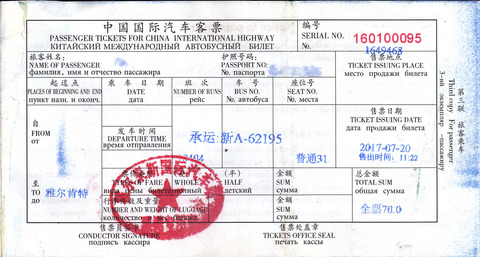 中国国际汽车客票
PASSENGER TICKETS FOR CHINA INTERNATIONAL HIGHWAY
КИТАЙСКИЙ МЕЖДУНАРОДНЫЙ АВТОБУСНЫЙ БИЛЕТ
编号
SERIAL NO.
№.
160100095
1649468
旅客姓名
NAME OF PASSENGER
фамилия, имя и отчество пассажира
护照号码
PASSPORT NO
№ паспорта
售票地点
TICKET ISSUING PLACE
место продажи билета
起迄点
PLACES OF BEGINNING AND END
пункт назн. и оконч.
乘车日期
DATE
дата
班次
NUMBER OF RUNS
рейс
车号
BUS NO.
№ автобуса
座位号
SEAT NO.
№ места
售票日期
TICKET ISSUING DATE
дата продажи билета
自
FROM
от
发车时间
DEPARTURE TIME
время отправления
承运:新A-62195
普通31
2017-07-20
售出时间: 11:22
至
TO
до
雅尔肯特
FARE WHOLE
(半
(HALF
(детский)
金额
SUM
сумма
总金额
TOTAL SUM
общая сумма
行李件数及重量
NUMBER AND WEIGHT OF LUGGAGE
количество и вес
金额
SUM
сумма
全票70.0
售票员签章
CONDUCTOR SIGNATURE
подпись кассира
售票处盖章
TICKETS OFFICE SEAL
печать кассы
第三联 旅客乘车
Third copy For passenger
3-ий экземпляр -пассажиру